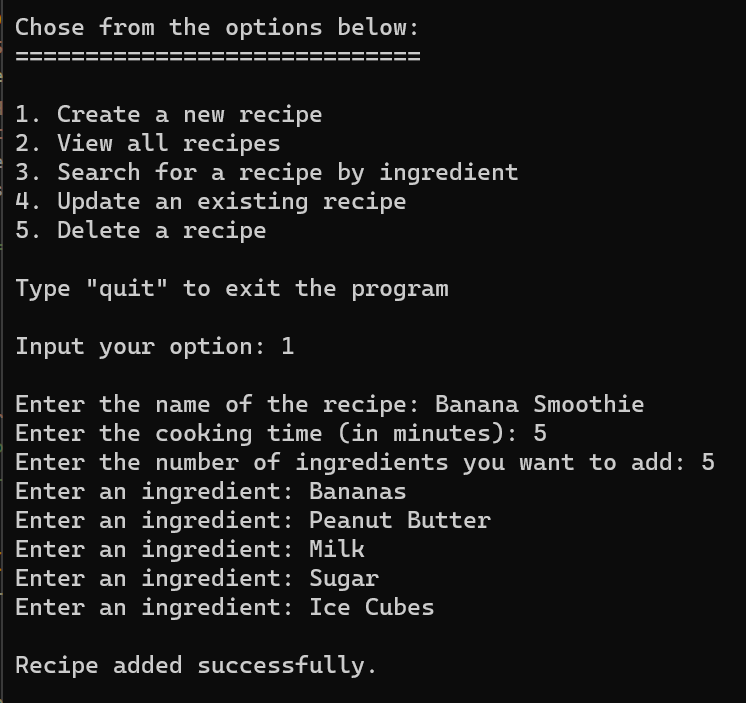 Chose from the options below:
=============================
1. Create a new recipe
2. View all recipes
3. Search for a recipe by ingredient
4. Update an existing recipe
5. Delete a recipe
Type "quit" to exit the program
Input your option: 1
Enter the name of the recipe: Banana Smoothie
Enter the cooking time (in minutes): 5
Enter the number of ingredients you want to add: 5
Enter an ingredient: Bananas
Enter an ingredient: Peanut Butter
Enter an ingredient: Milk
Enter an ingredient: Sugar
Enter an ingredient: Ice Cubes
Recipe added successfully.